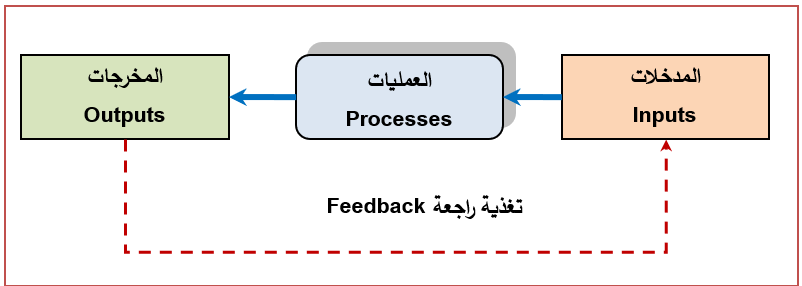 المدخلات
Inputs
العمليات
Processes
المخرجات
Outputs
تغذية راجعة Feedback